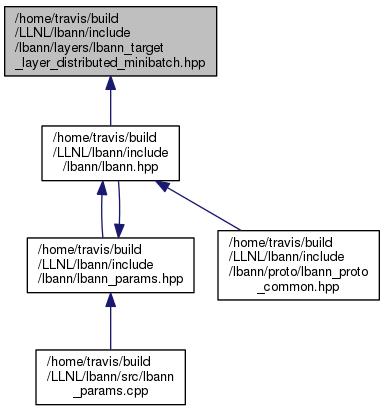 /home/travis/build
/LLNL/lbann/include
/lbann/layers/lbann_target
_layer_distributed_minibatch.hpp
/home/travis/build
/LLNL/lbann/include
/lbann/lbann.hpp
/home/travis/build
/LLNL/lbann/include
/lbann/lbann_params.hpp
/home/travis/build
/LLNL/lbann/include
/lbann/proto/lbann_proto
_common.hpp
/home/travis/build
/LLNL/lbann/src/lbann
_params.cpp